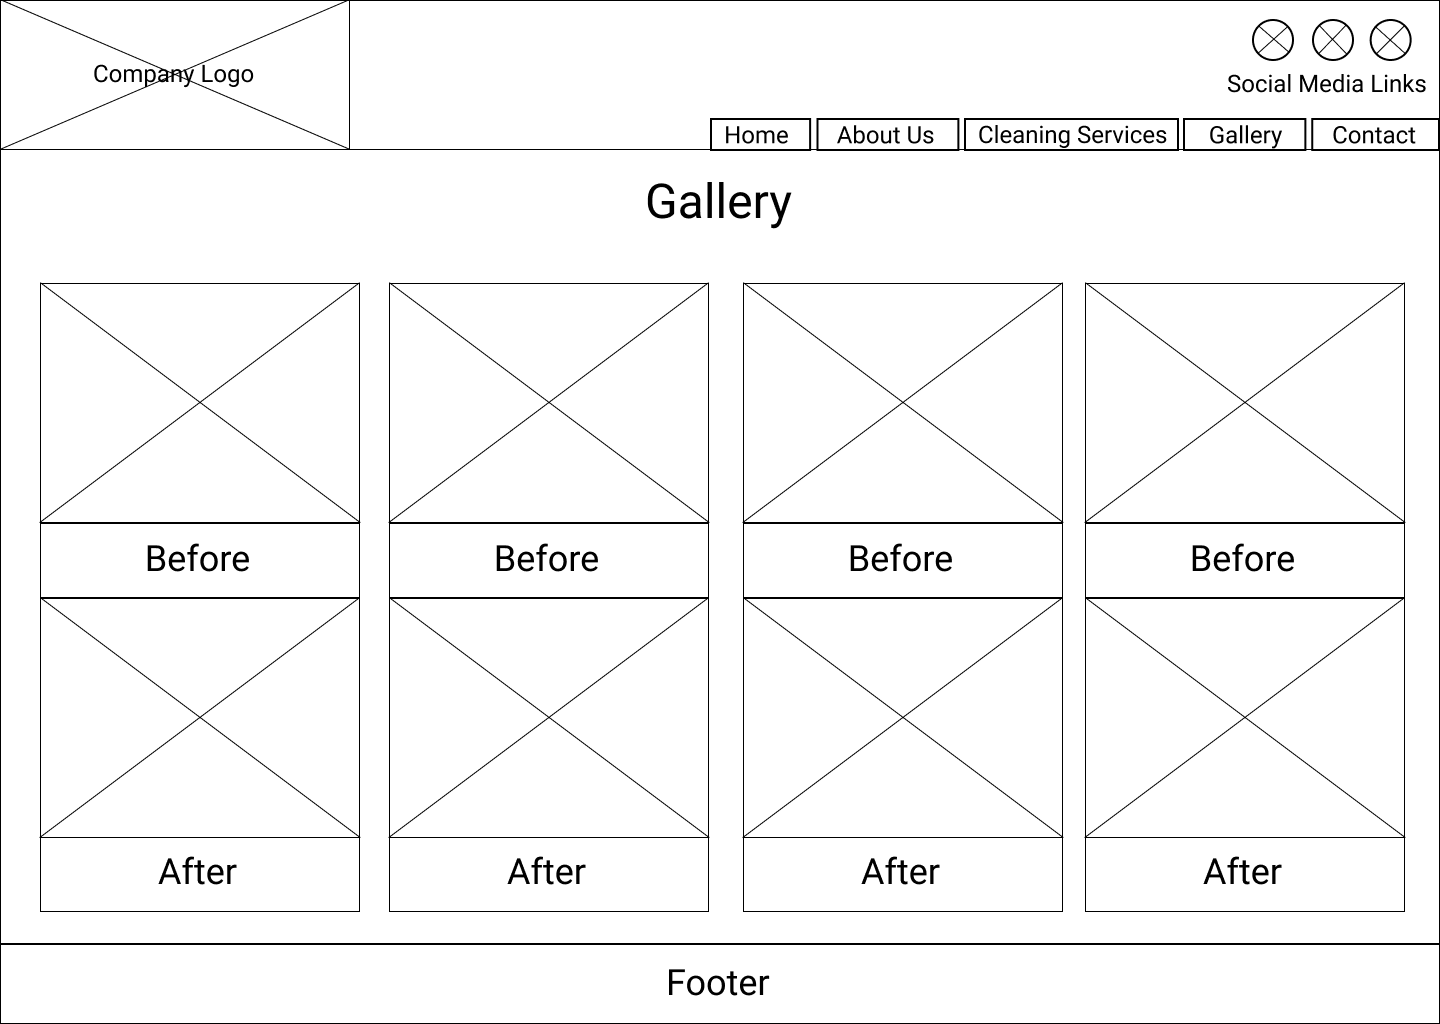 Company Logo
Social Media Links
Home
About Us
Cleaning Services
Gallery
Contact
Gallery
Before
Before
Before
Before
After
After
After
After
Footer